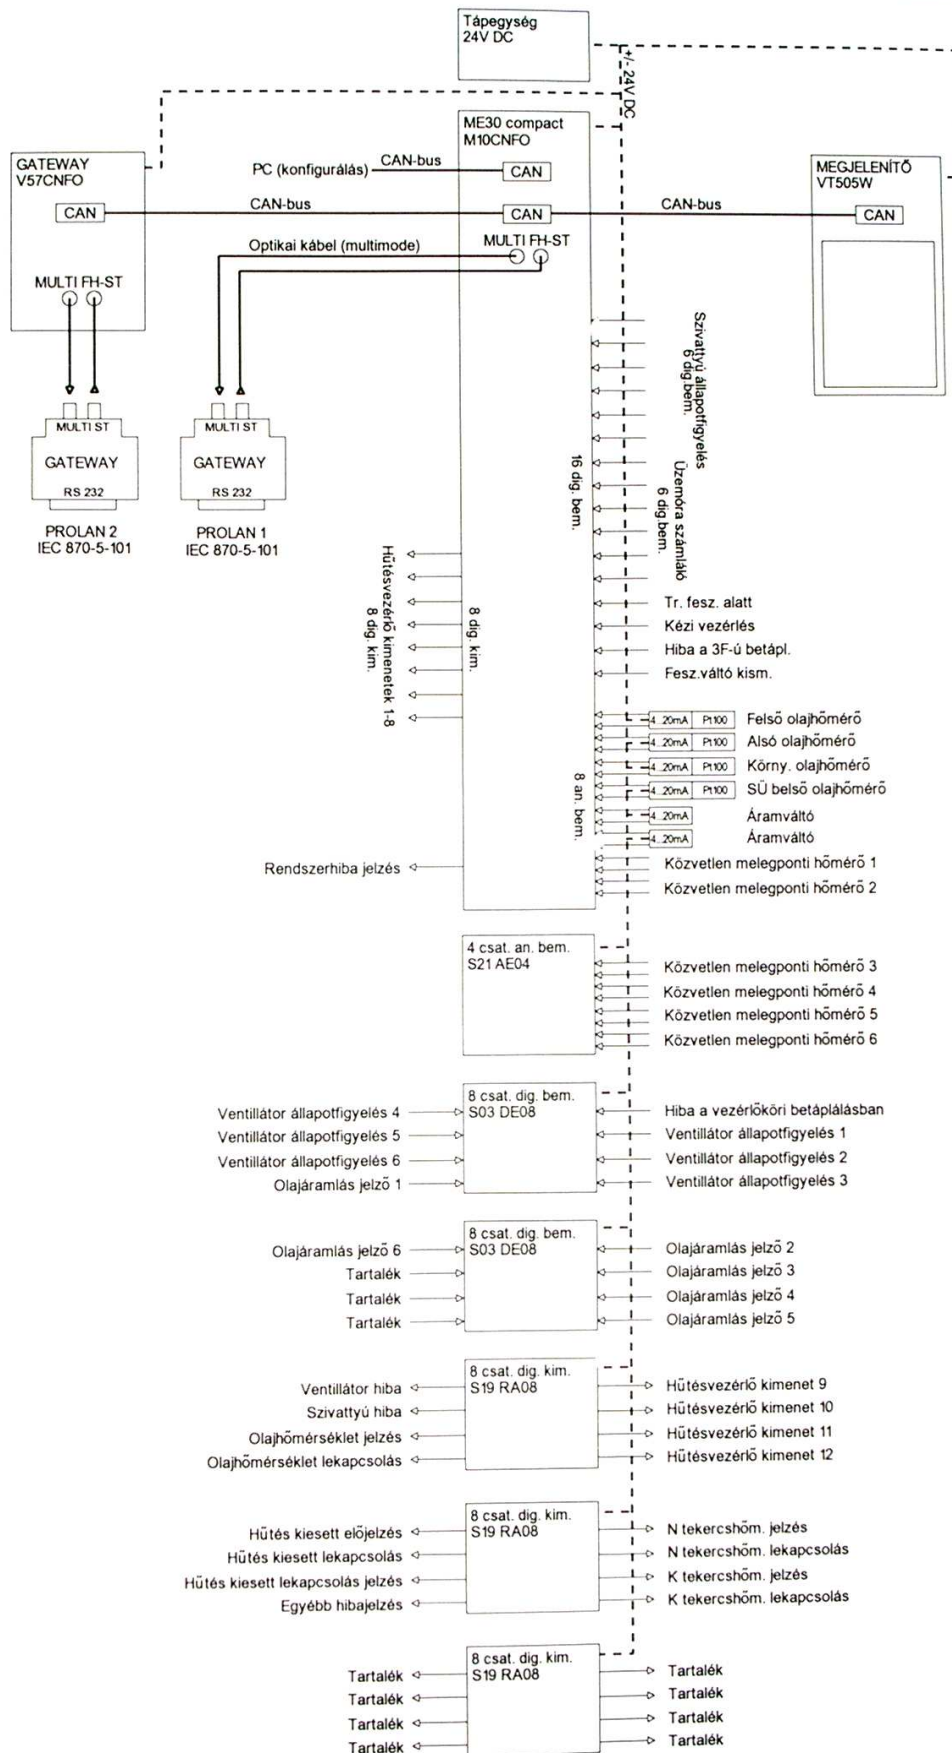 Tápegység
24V DC
+/- 24V DC
ME30 compact
M10CNFO
GATEWAY
V57CNFO
CAN
MULTI FH-ST
PC (konfigurálás)
CAN-bus
CAN
CAN-bus
CAN
CAN-bus
MEGJELENÍTŐ
VT505W
CAN
Optikai kábel (multimode)
MULTI FH-ST
MULTI ST
GATEWAY
RS 232
PROLAN 2
IEC 870-5-101
MULTI ST
GATEWAY
RS 232
PROLAN 1
IEC 870-5-101
Szivattyú állapotfigyelés
6 dig.bem.
16 dig. bem.
Üzemóra számláló
6 dig.bem.
Tr. fesz. alatt
Kézi vezérlés
Hiba a 3F-ú betápl.
Fesz.váltó kism.
Hűtésvezérlő kimenetek 1-8
8 dig. kim.
8 dig. kim.
8 an. bem.
4..20mA Pt100 Felső olajhőmérő
4..20mA Pt100 Alsó olajhőmérő
4..20mA Pt100 Körny. olajhőmérő
4..20mA Pt100 SÜ belső olajhőmérő
4..20mA Áramváltó
4..20mA Áramváltó
Rendszerhiba jelzés
Közvetlen melegponti hőmérő 1
Közvetlen melegponti hőmérő 2
4 csat. an. bem.
S21 AE04
Közvetlen melegponti hőmérő 3
Közvetlen melegponti hőmérő 4
Közvetlen melegponti hőmérő 5
Közvetlen melegponti hőmérő 6
8 csat. dig. bem.
S03 DE08
Ventillátor állapotfigyelés 4
Ventillátor állapotfigyelés 5
Ventillátor állapotfigyelés 6
Olajáramlás jelző 1
Hiba a vezérlőköri betáplálásban
Ventillátor állapotfigyelés 1
Ventillátor állapotfigyelés 2
Ventillátor állapotfigyelés 3
8 csat. dig. bem.
S03 DE08
Olajáramlás jelző 6
Tartalék
Tartalék
Tartalék
Olajáramlás jelző 2
Olajáramlás jelző 3
Olajáramlás jelző 4
Olajáramlás jelző 5
8 csat. dig. kim.
S19 RA08
Ventillátor hiba
Szivattyú hiba
Olajhőmérséklet jelzés
Olajhőmérséklet lekapcsolás
Hűtésvezérlő kimenet 9
Hűtésvezérlő kimenet 10
Hűtésvezérlő kimenet 11
Hűtésvezérlő kimenet 12
8 csat. dig. kim.
S19 RA08
Hűtés kiesett előjelzés
Hűtés kiesett lekapcsolás
Hűtés kiesett lekapcsolás jelzés
Egyébb hibajelzés
N tekercshőm. jelzés
N tekercshőm. lekapcsolás
K tekercshőm. jelzés
K tekercshőm. lekapcsolás
8 csat. dig. kim.
S19 RA08
Tartalék
Tartalék
Tartalék
Tartalék
Tartalék
Tartalék
Tartalék
Tartalék